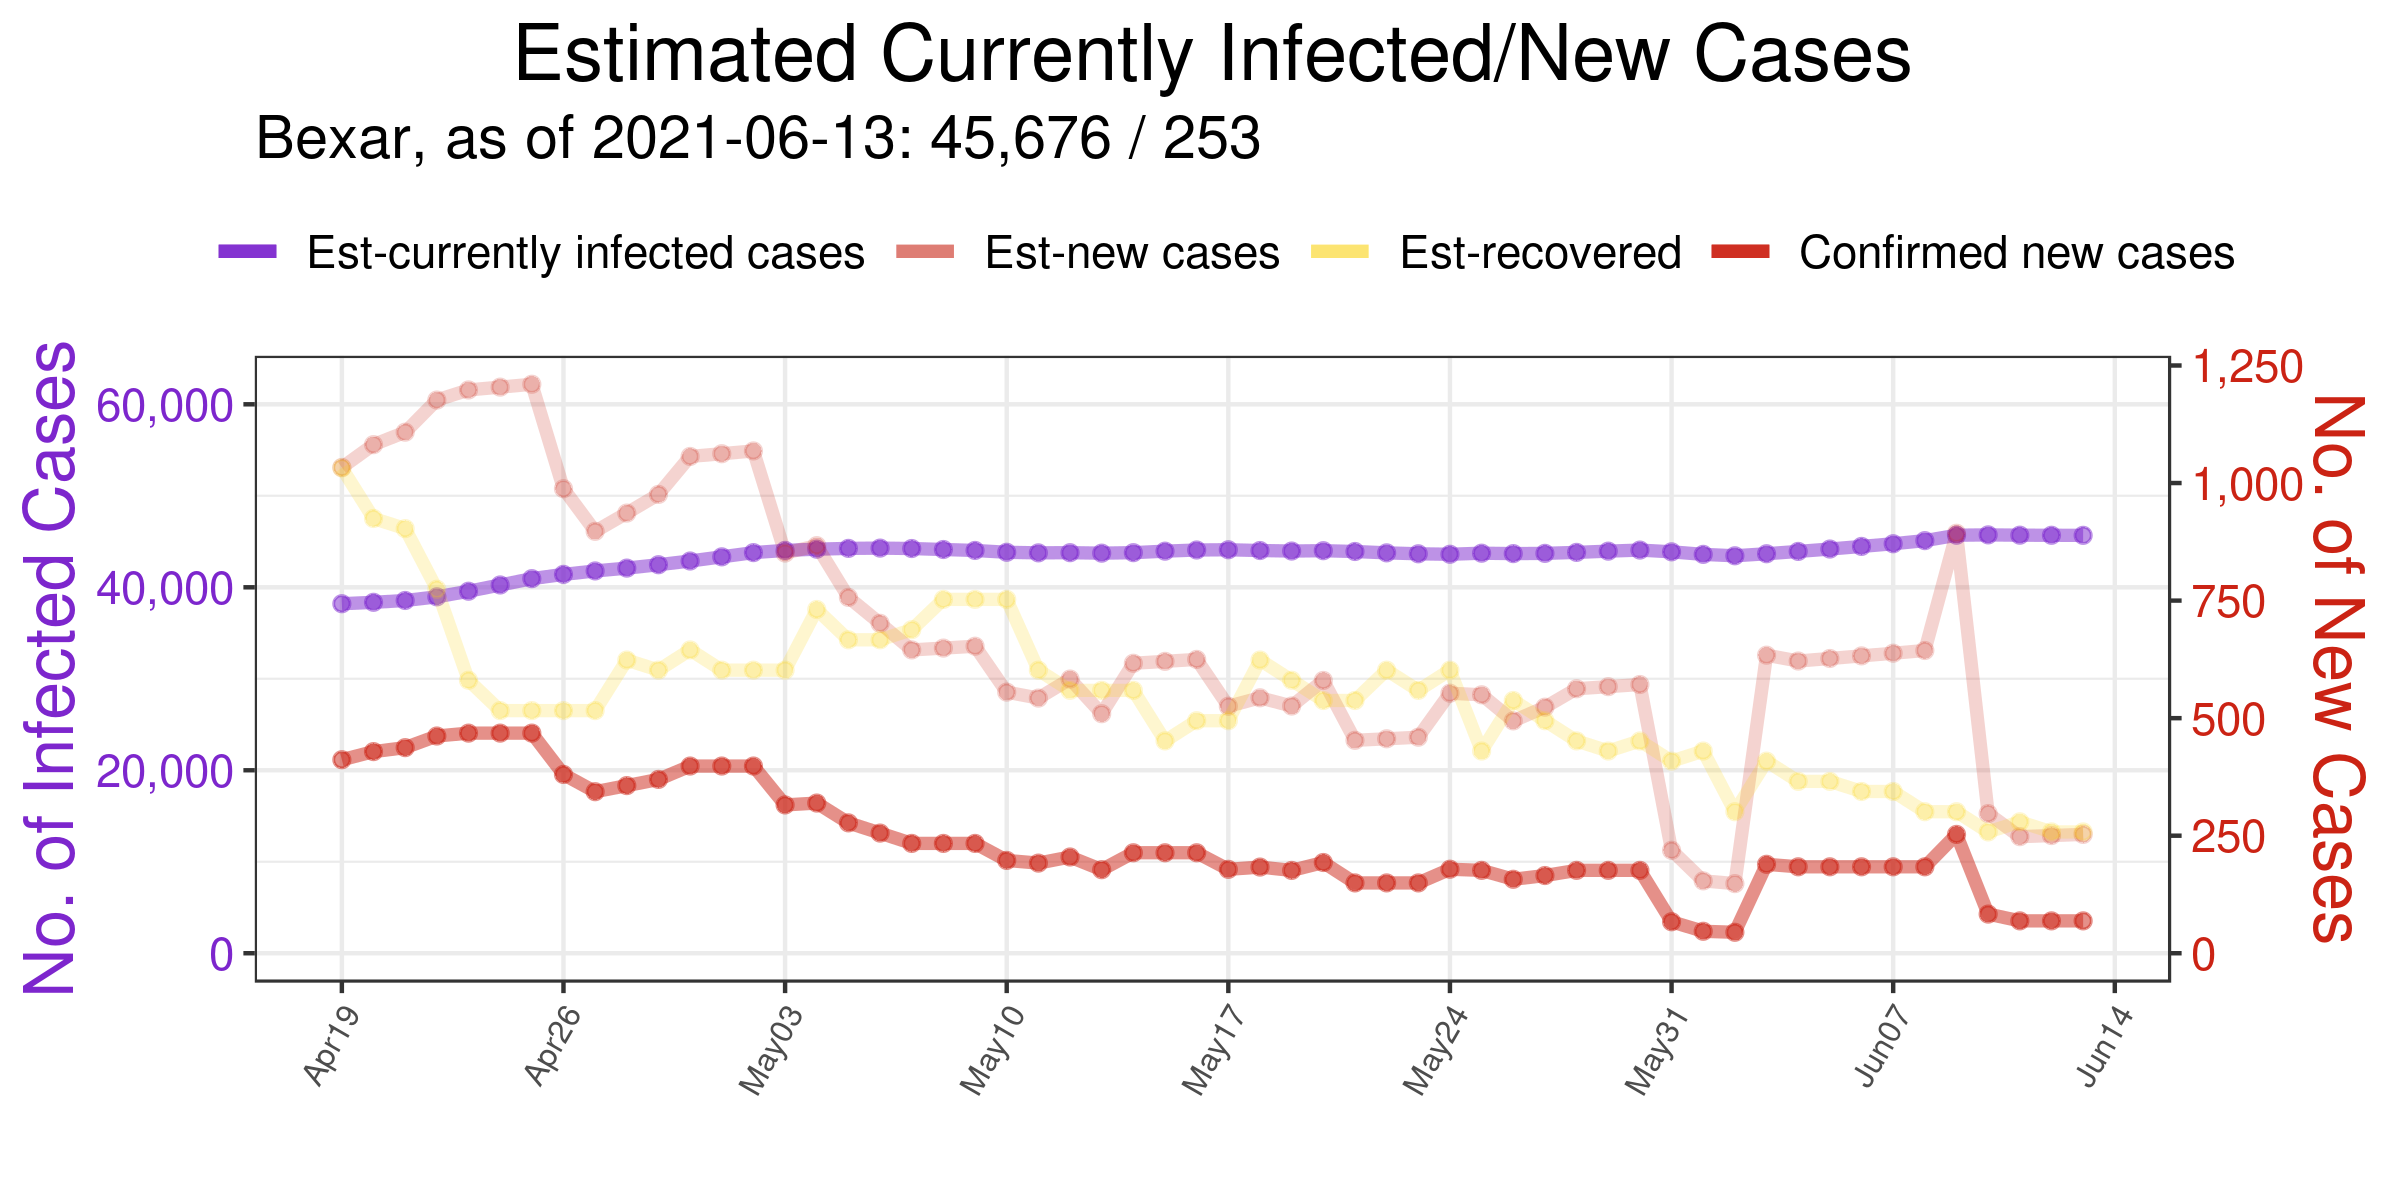 Estimated Currently Infected/New Cases
Bexar, as of 2021-06-13: 45,676 / 253
Est-currently infected cases
Est-new cases
Est-recovered
Confirmed new cases
No. of Infected Cases
60,000
40,000
20,000
0
1,250
1,000
750
500
250
0
No. of New Cases
Apr19
Apr26
May03
May10
May17
May24
May31
Jun07
Jun14